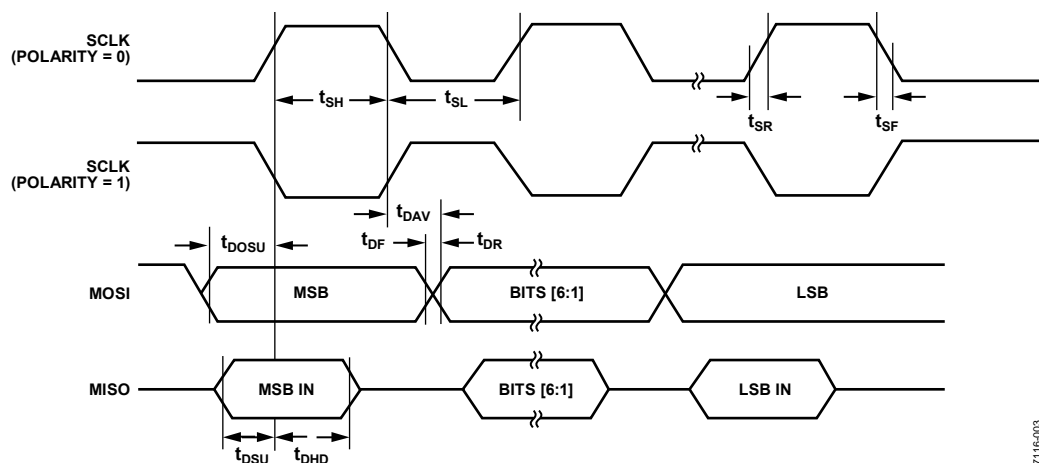 SCLK
(POLARITY = 0)
tSH
tSL
tSR
tSF
SCLK
(POLARITY = 1)
tDAV
tDOSU
tDF
tDR
MOSI
MSB
BITS [6:1]
LSB
MISO
MSB IN
BITS [6:1]
LSB IN
tDSU
tDHD
7116-003